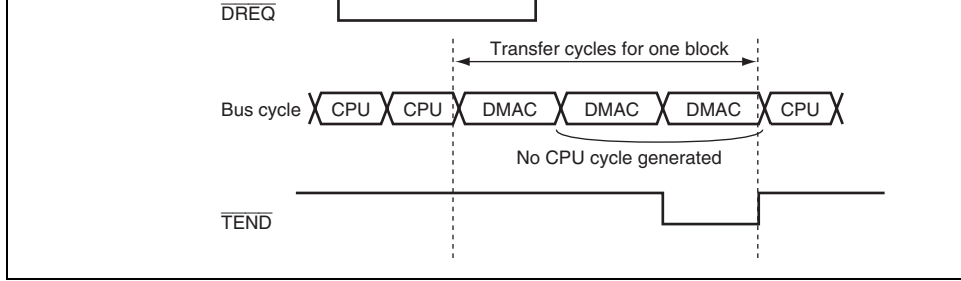 DREQ
Transfer cycles for one block
Bus cycle CPU CPU DMAC DMAC DMAC CPU
No CPU cycle generated
TEND